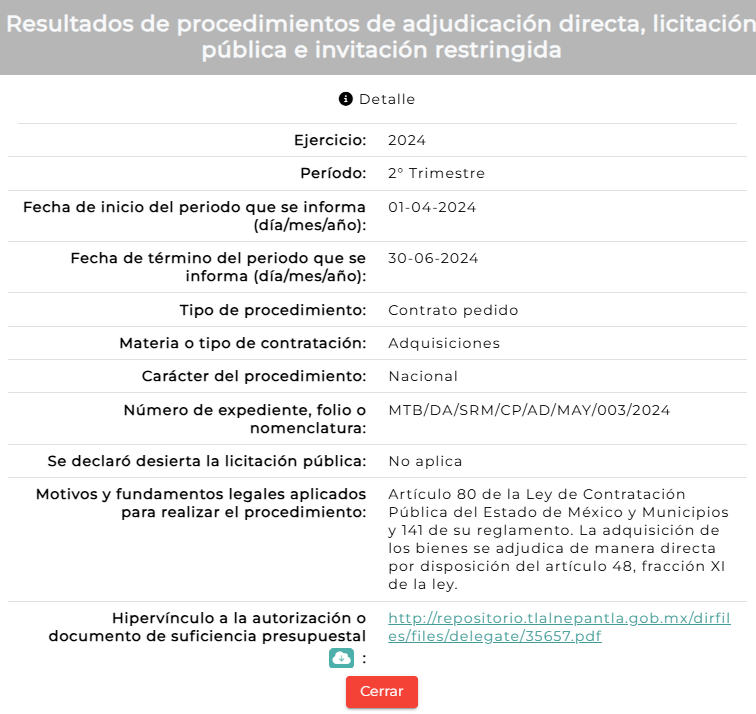 Resultados de procedimientos de adjudicación directa, licitación
pública e invitación restringida
Detalle
Ejercicio: 2024
Período: 2° Trimestre
Fecha de inicio del periodo que se informa 01-04-2024
(día/mes/año):
Fecha de término del periodo que se 30-06-2024
informa (día/mes/año):
Tipo de procedimiento: Contrato pedido
Materia o tipo de contratación: Adquisiciones
Carácter del procedimiento: Nacional
Número de expediente, folio o MTB/DA/SRM/CP/AD/MAY/003/2024
nomenclatura:
Se declaró desierta la licitación pública: No aplica
Motivos y fundamentos legales aplicados
para realizar el procedimiento:
Artículo 80 de la Ley de Contratación
Pública del Estado de México y Municipios
y 141 de su reglamento. La adquisición de
los bienes se adjudica de manera directa
por disposición del artículo 48, fracción XI
de la ley.
Hipervínculo a la autorización o
documento de suficiencia presupuestal
:
http://repositorio.tlalnepantla.gob.mx/dirfil
es/files/delegate/35657.pdf
Cerrar